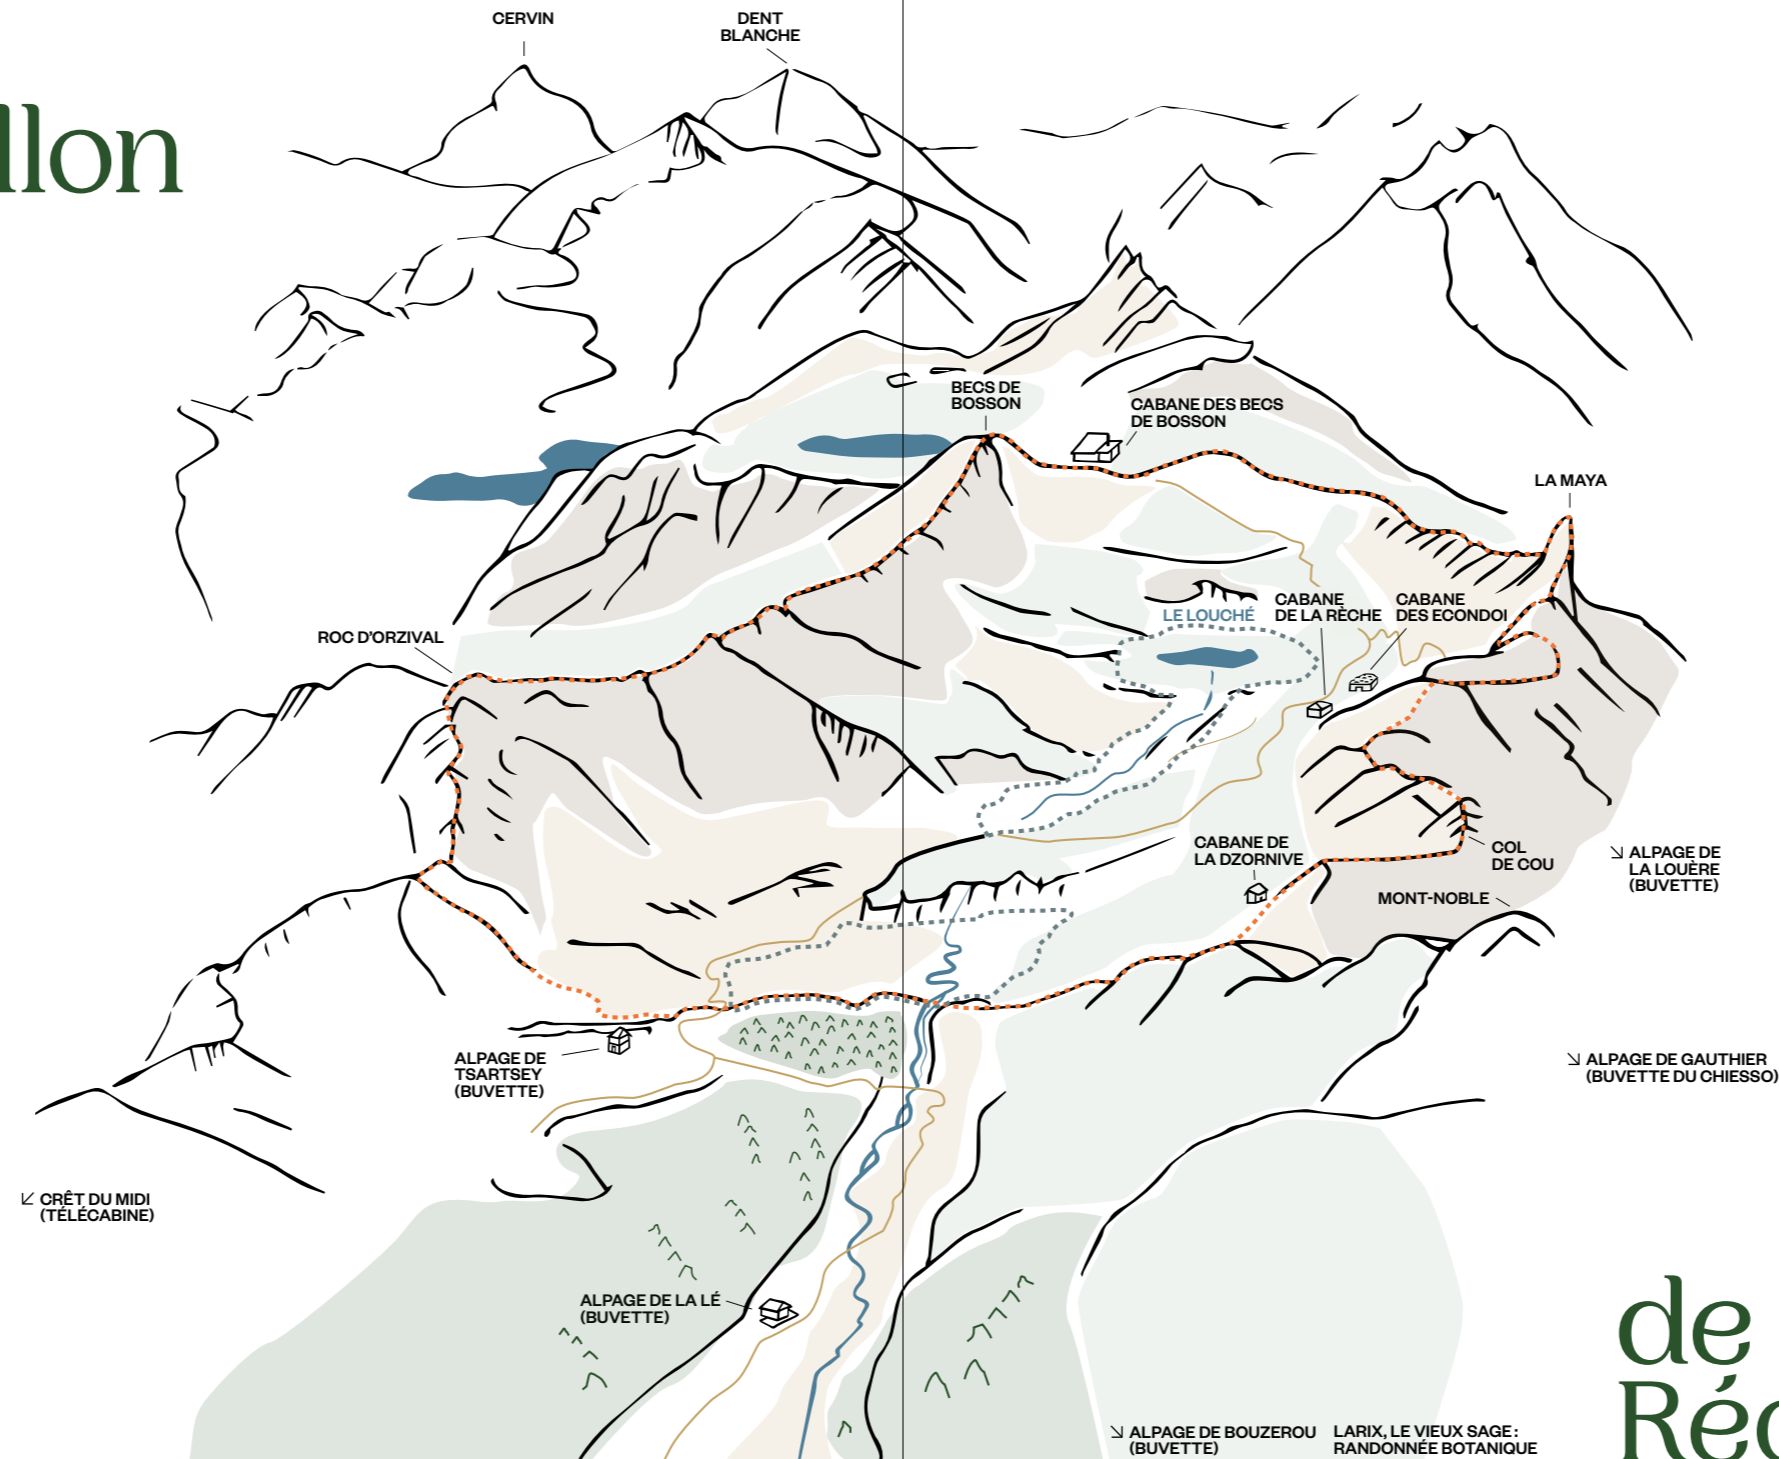 CERVIN
DENT
BLANCHE
llon
BECS DE
BOSSON
CABANE DES BECS
DE BOSSON
LA MAYA
ROC D'ORZIVAL
LE LOUCHÉ
CABANE
DE LA RÈCHE
CABANE
DES ECONDOI
CABANE DE
LA DZORNIVE
COL
DE COU
↘ ALPAGE DE
LA LOUÈRE
(BUVETTE)
MONT-NOBLE
ALPAGE DE
TSARTSEY
(BUVETTE)
↘ ALPAGE DE GAUTHIER
(BUVETTE DU CHIESSO)
↙ CRÊT DU MIDI
(TÉLÉCABINE)
ALPAGE DE LA LÉ
(BUVETTE)
de
Réc
↘ ALPAGE DE BOUZEROU
(BUVETTE)
LARIX, LE VIEUX SAGE :
RANDONNÉE BOTANIQUE